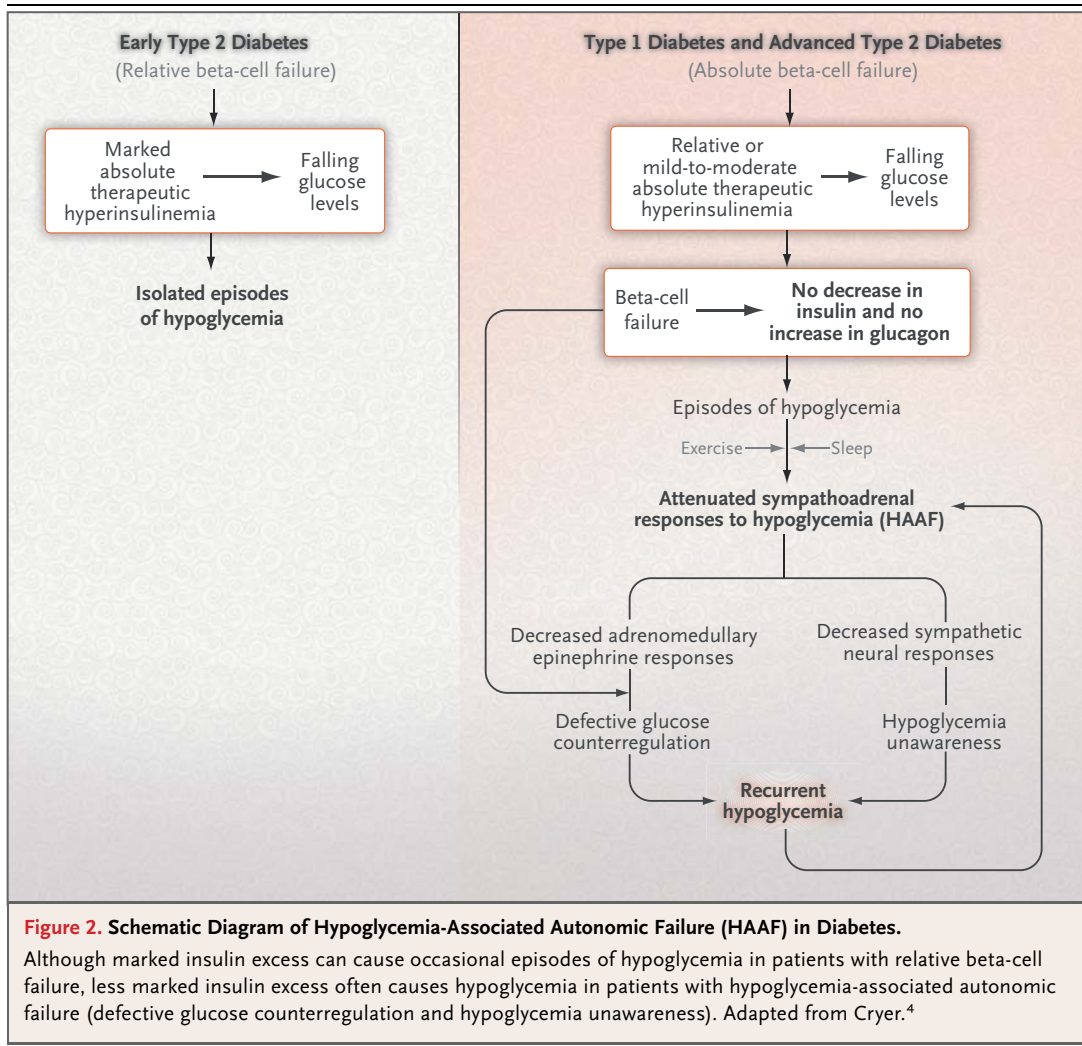 Early Type 2 Diabetes
(Relative beta-cell failure)
Marked
absolute
therapeutic
hyperinsulinemia
Falling
glucose
levels
Isolated episodes
of hypoglycemia
Type 1 Diabetes and Advanced Type 2 Diabetes
(Absolute beta-cell failure)
Relative or
mild-to-moderate
absolute therapeutic
hyperinsulinemia
Falling
glucose
levels
Beta-cell
failure
No decrease in
insulin and no
increase in glucagon
Episodes of hypoglycemia
Exercise
Sleep
Attenuated sympathoadrenal
responses to hypoglycemia (HAAF)
Decreased adrenomedullary
epinephrine responses
Decreased sympathetic
neural responses
Defective glucose
counterregulation
Hypoglycemia
unawareness
Recurrent
hypoglycemia
Figure 2. Schematic Diagram of Hypoglycemia-Associated Autonomic Failure (HAAF) in Diabetes.
Although marked insulin excess can cause occasional episodes of hypoglycemia in patients with relative beta-cell
failure, less marked insulin excess often causes hypoglycemia in patients with hypoglycemia-associated autonomic
failure (defective glucose counterregulation and hypoglycemia unawareness). Adapted from Cryer.⁴